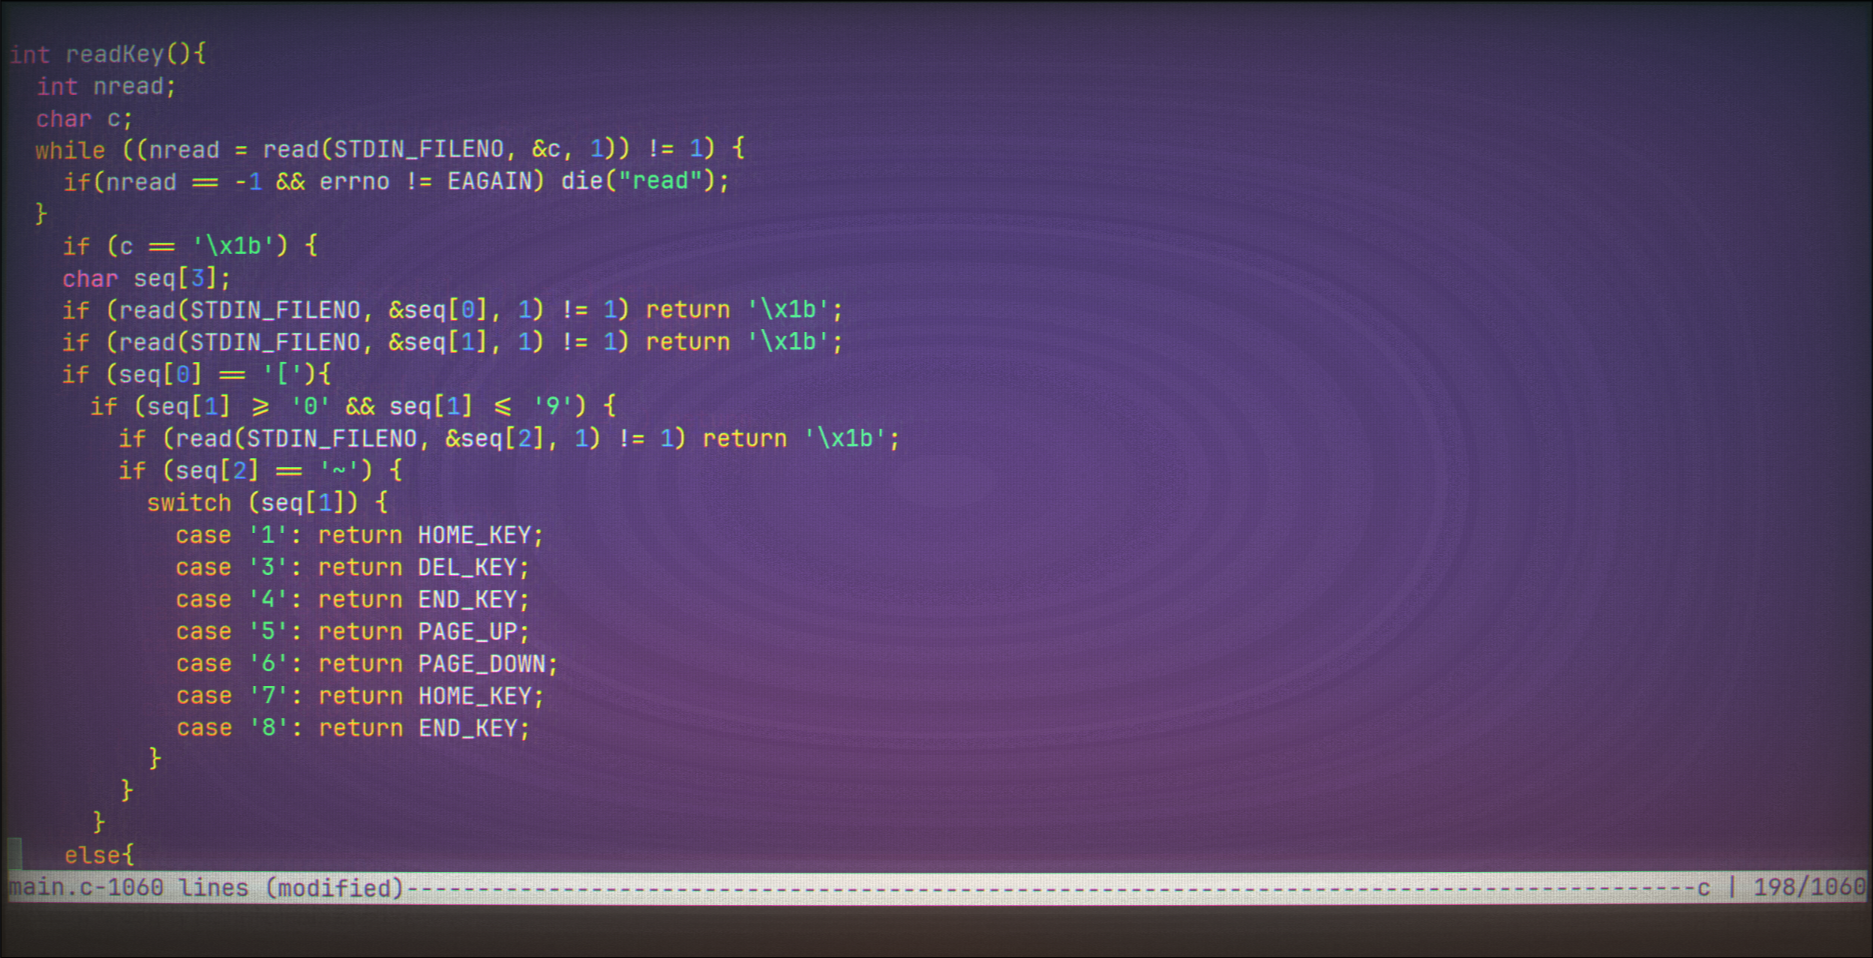 int readKey(){
  int nread;
  char c;
  while ((nread = read(STDIN_FILENO, &c, 1)) != 1) {
    if(nread == -1 && errno != EAGAIN) die("read");
  }
    if (c == '\x1b') {
    char seq[3];
    if (read(STDIN_FILENO, &seq[0], 1) != 1) return '\x1b';
    if (read(STDIN_FILENO, &seq[1], 1) != 1) return '\x1b';
    if (seq[0] == '['){
      if (seq[1] >= '0' && seq[1] <= '9') {
        if (read(STDIN_FILENO, &seq[2], 1) != 1) return '\x1b';
        if (seq[2] == '~') {
          switch (seq[1]) {
            case '1': return HOME_KEY;
            case '3': return DEL_KEY;
            case '4': return END_KEY;
            case '5': return PAGE_UP;
            case '6': return PAGE_DOWN;
            case '7': return HOME_KEY;
            case '8': return END_KEY;
          }
        }
      }
    else{
main.c-1060 lines (modified)-------------------------------------------------------------------------------------------c | 198/1060